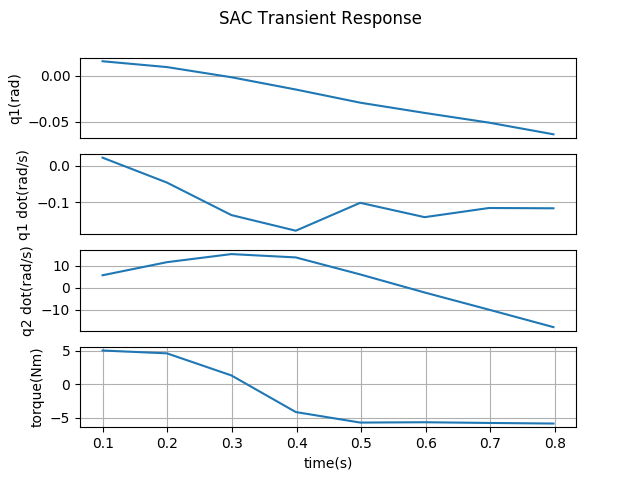 SAC Transient Response
q1(rad)
0.00
−0.05
q1 dot(rad/s)
0.0
−0.1
q2 dot(rad/s)
10
0
−10
torque(Nm)
5
0
−5
0.1 0.2 0.3 0.4 0.5 0.6 0.7 0.8
time(s)